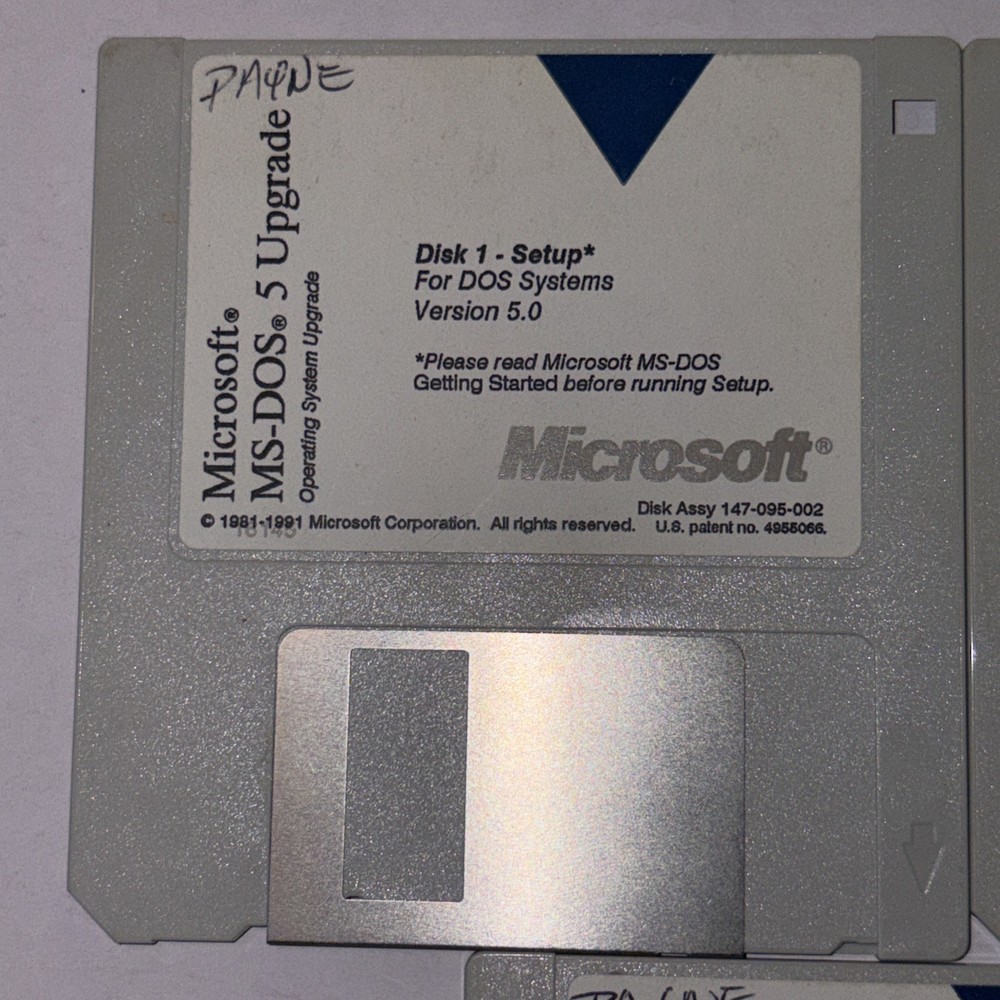 PAYNE
Microsoft®
MS-DOS® 5 Upgrade
Operating System Upgrade
Disk 1 - Setup*
For DOS Systems
Version 5.0
*Please read Microsoft MS-DOS
Getting Started before running Setup.
Microsoft®
Disk Assy 147-095-002
© 1981-1991 Microsoft Corporation. All rights reserved. U.S. patent no. 4955066.
PAYNE